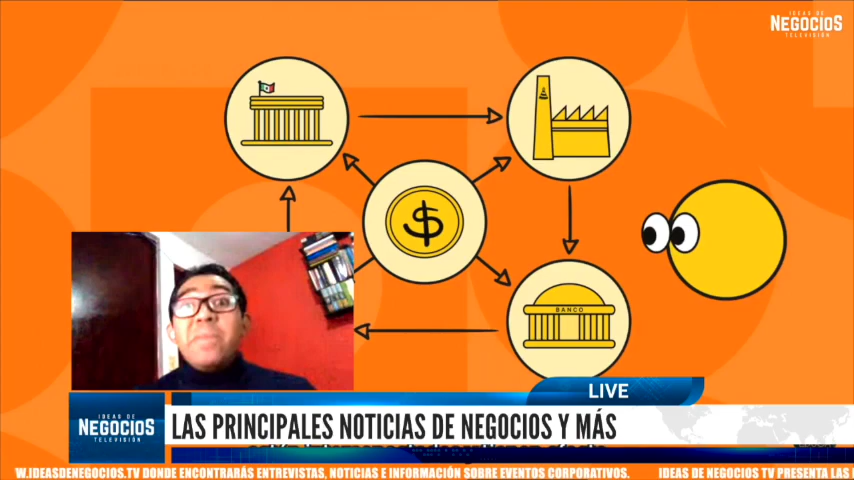 IDEAS DE
NEGOCIOS
TELEVISIÓN
$
BANCO
LIVE
IDEAS DE
NEGOCIOS
TELEVISIÓN
LAS PRINCIPALES NOTICIAS DE NEGOCIOS Y MÁS
W.IDEASDENEGOCIOS.TV DONDE ENCONTRARÁS ENTREVISTAS, NOTICIAS E INFORMACIÓN SOBRE EVENTOS CORPORATIVOS. IDEAS DE NEGOCIOS TV PRESENTA LAS